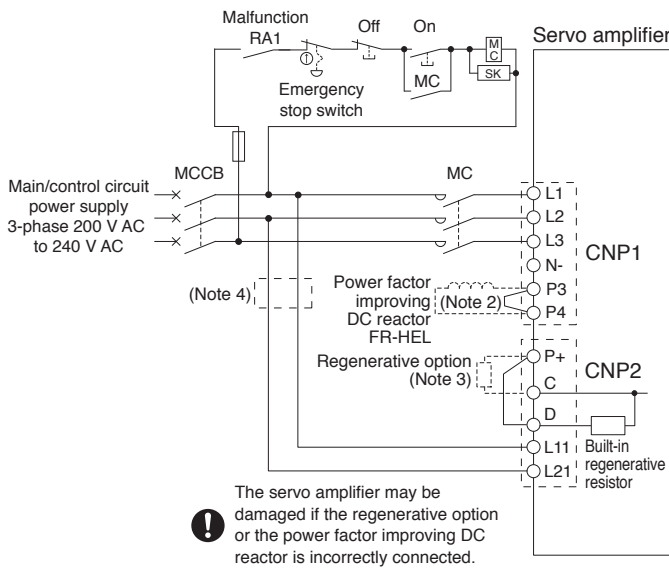 Malfunction
RA1
Off
On
M
C
SK
MC
Emergency
stop switch
Servo amplifier
MCCB
MC
Main/control circuit
power supply
3-phase 200 V AC
to 240 V AC
L1
L2
L3
N-
P3
P4
CNP1
(Note 4)
Power factor
improving
DC reactor
FR-HEL
(Note 2)
Regenerative option
(Note 3)
P+
C
D
L11
L21
CNP2
Built-in
regenerative
resistor
The servo amplifier may be
damaged if the regenerative option
or the power factor improving DC
reactor is incorrectly connected.